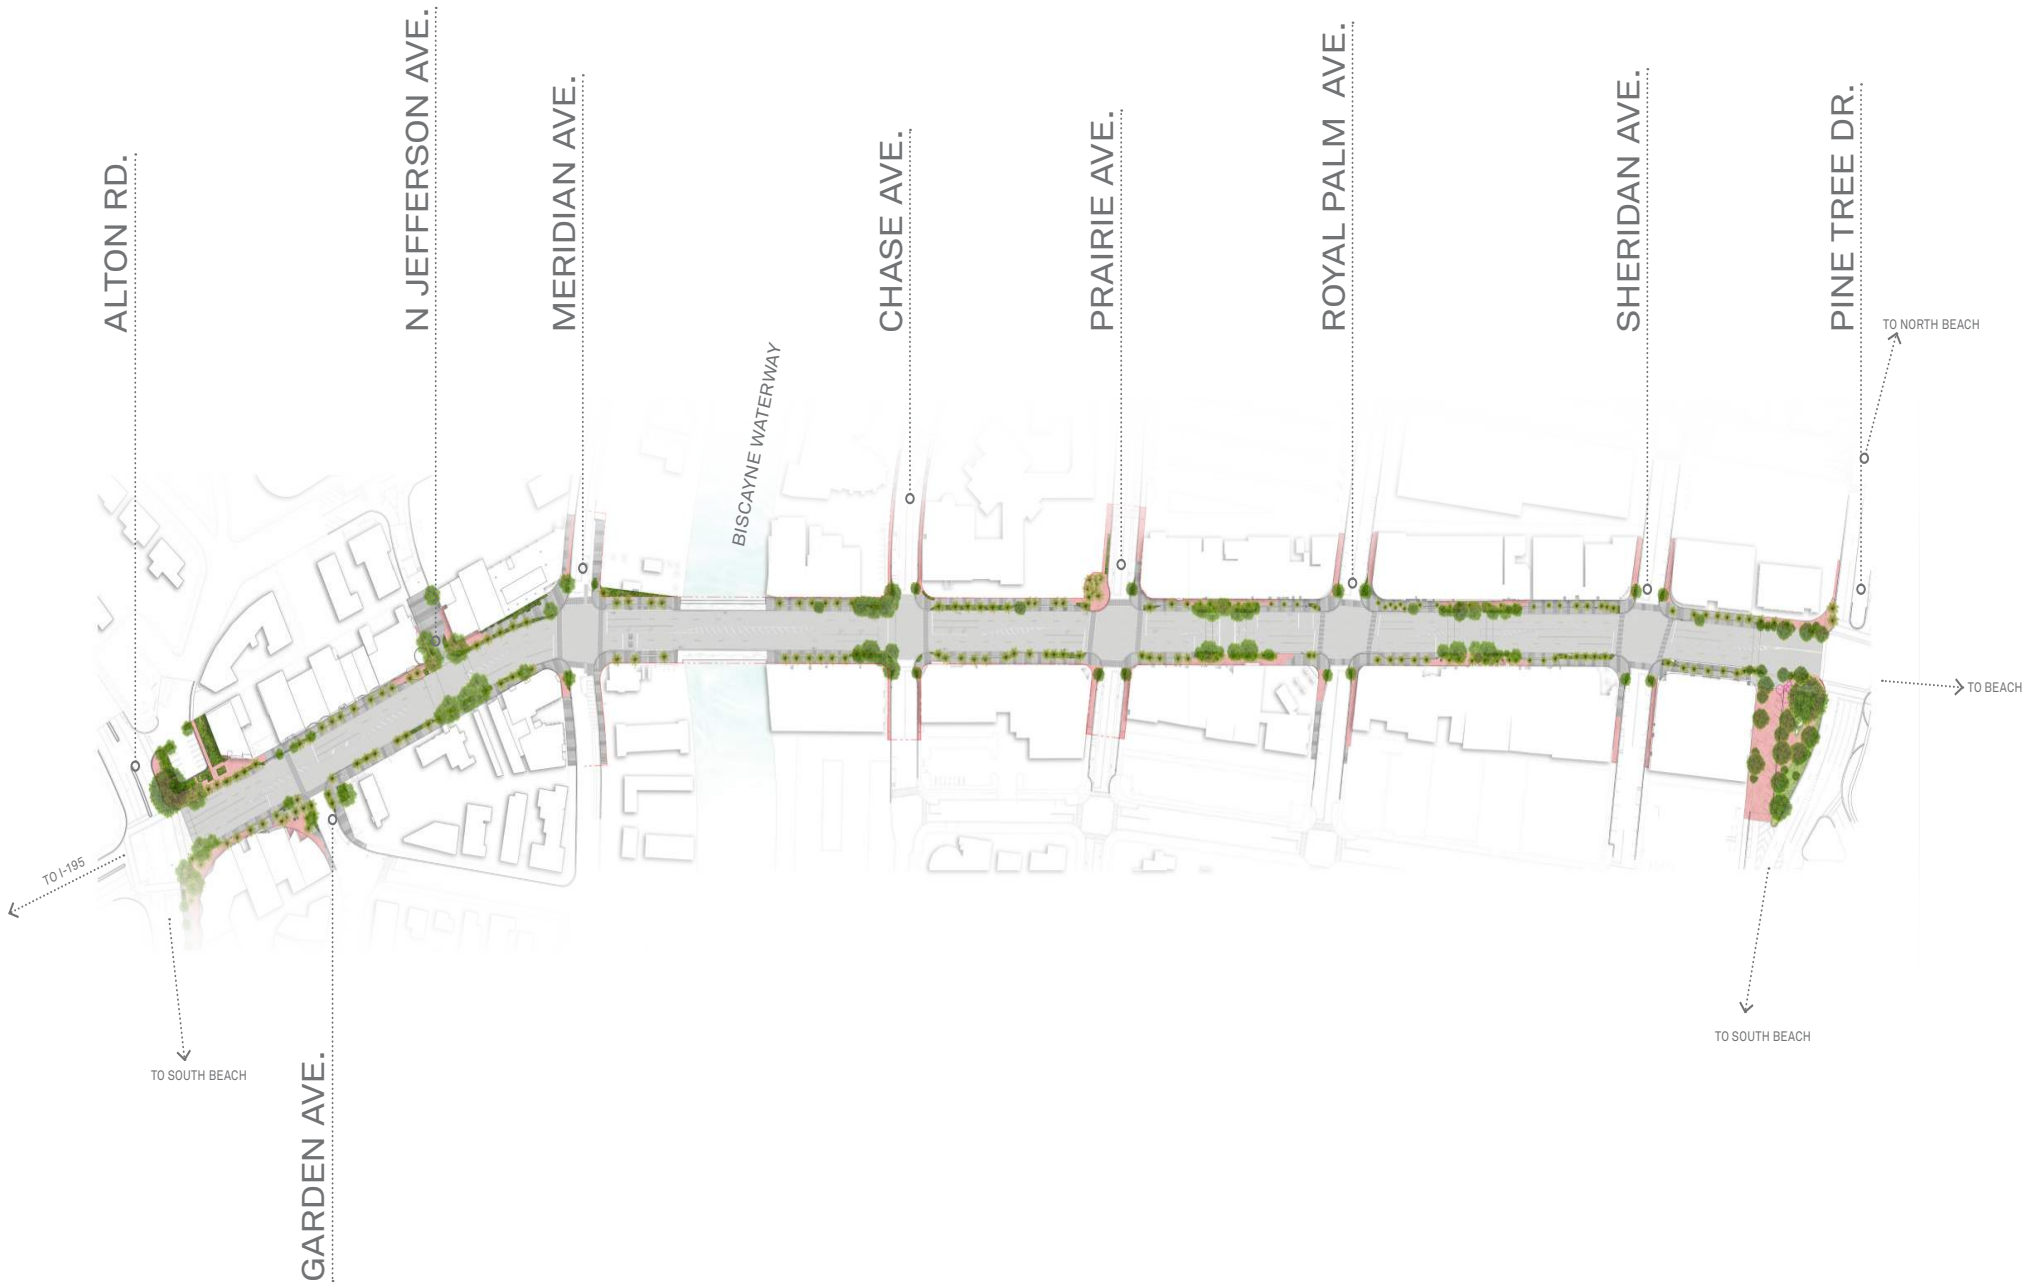 ALTON RD.
N JEFFERSON AVE.
MERIDIAN AVE.
CHASE AVE.
PRAIRIE AVE.
ROYAL PALM AVE.
SHERIDAN AVE.
PINE TREE DR.
TO NORTH BEACH
BISCAYNE WATERWAY
TO BEACH
TO I-195
TO SOUTH BEACH
TO SOUTH BEACH
GARDEN AVE.